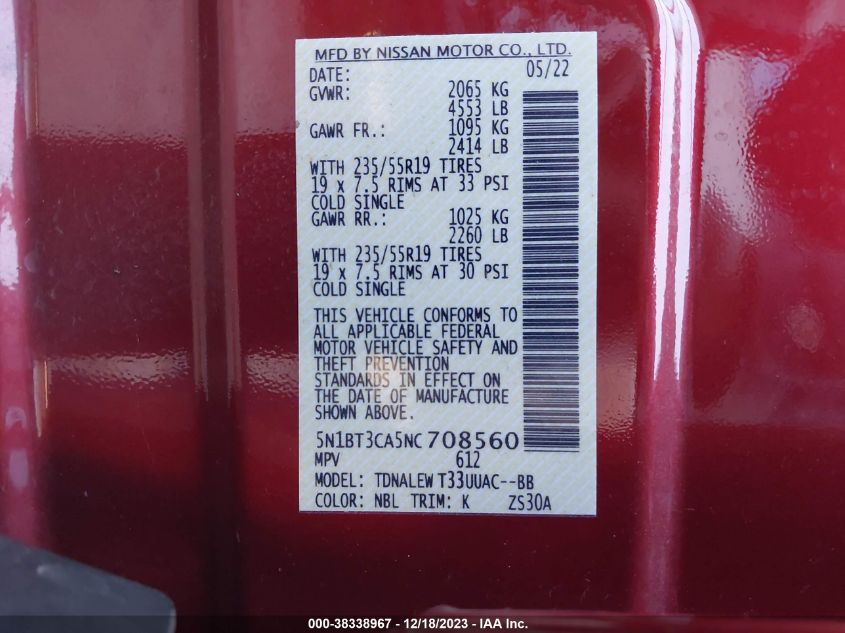 MFD BY NISSAN MOTOR CO., LTD.
DATE: 05/22
GVWR: 2065 KG
4553 LB
GAWR FR.: 1095 KG
2414 LB
WITH 235/55R19 TIRES
19 x 7.5 RIMS AT 33 PSI
COLD SINGLE
GAWR RR.: 1025 KG
2260 LB
WITH 235/55R19 TIRES
19 x 7.5 RIMS AT 30 PSI
COLD SINGLE
THIS VEHICLE CONFORMS TO
ALL APPLICABLE FEDERAL
MOTOR VEHICLE SAFETY AND
THEFT PREVENTION
STANDARDS IN EFFECT ON
THE DATE OF MANUFACTURE
SHOWN ABOVE.
5N1BT3CA5NC708560
MPV 612
MODEL: TDNALEW T33UUAC--BB
COLOR: NBL TRIM: K ZS30A
000-38338967 - 12/18/2023 - IAA Inc.